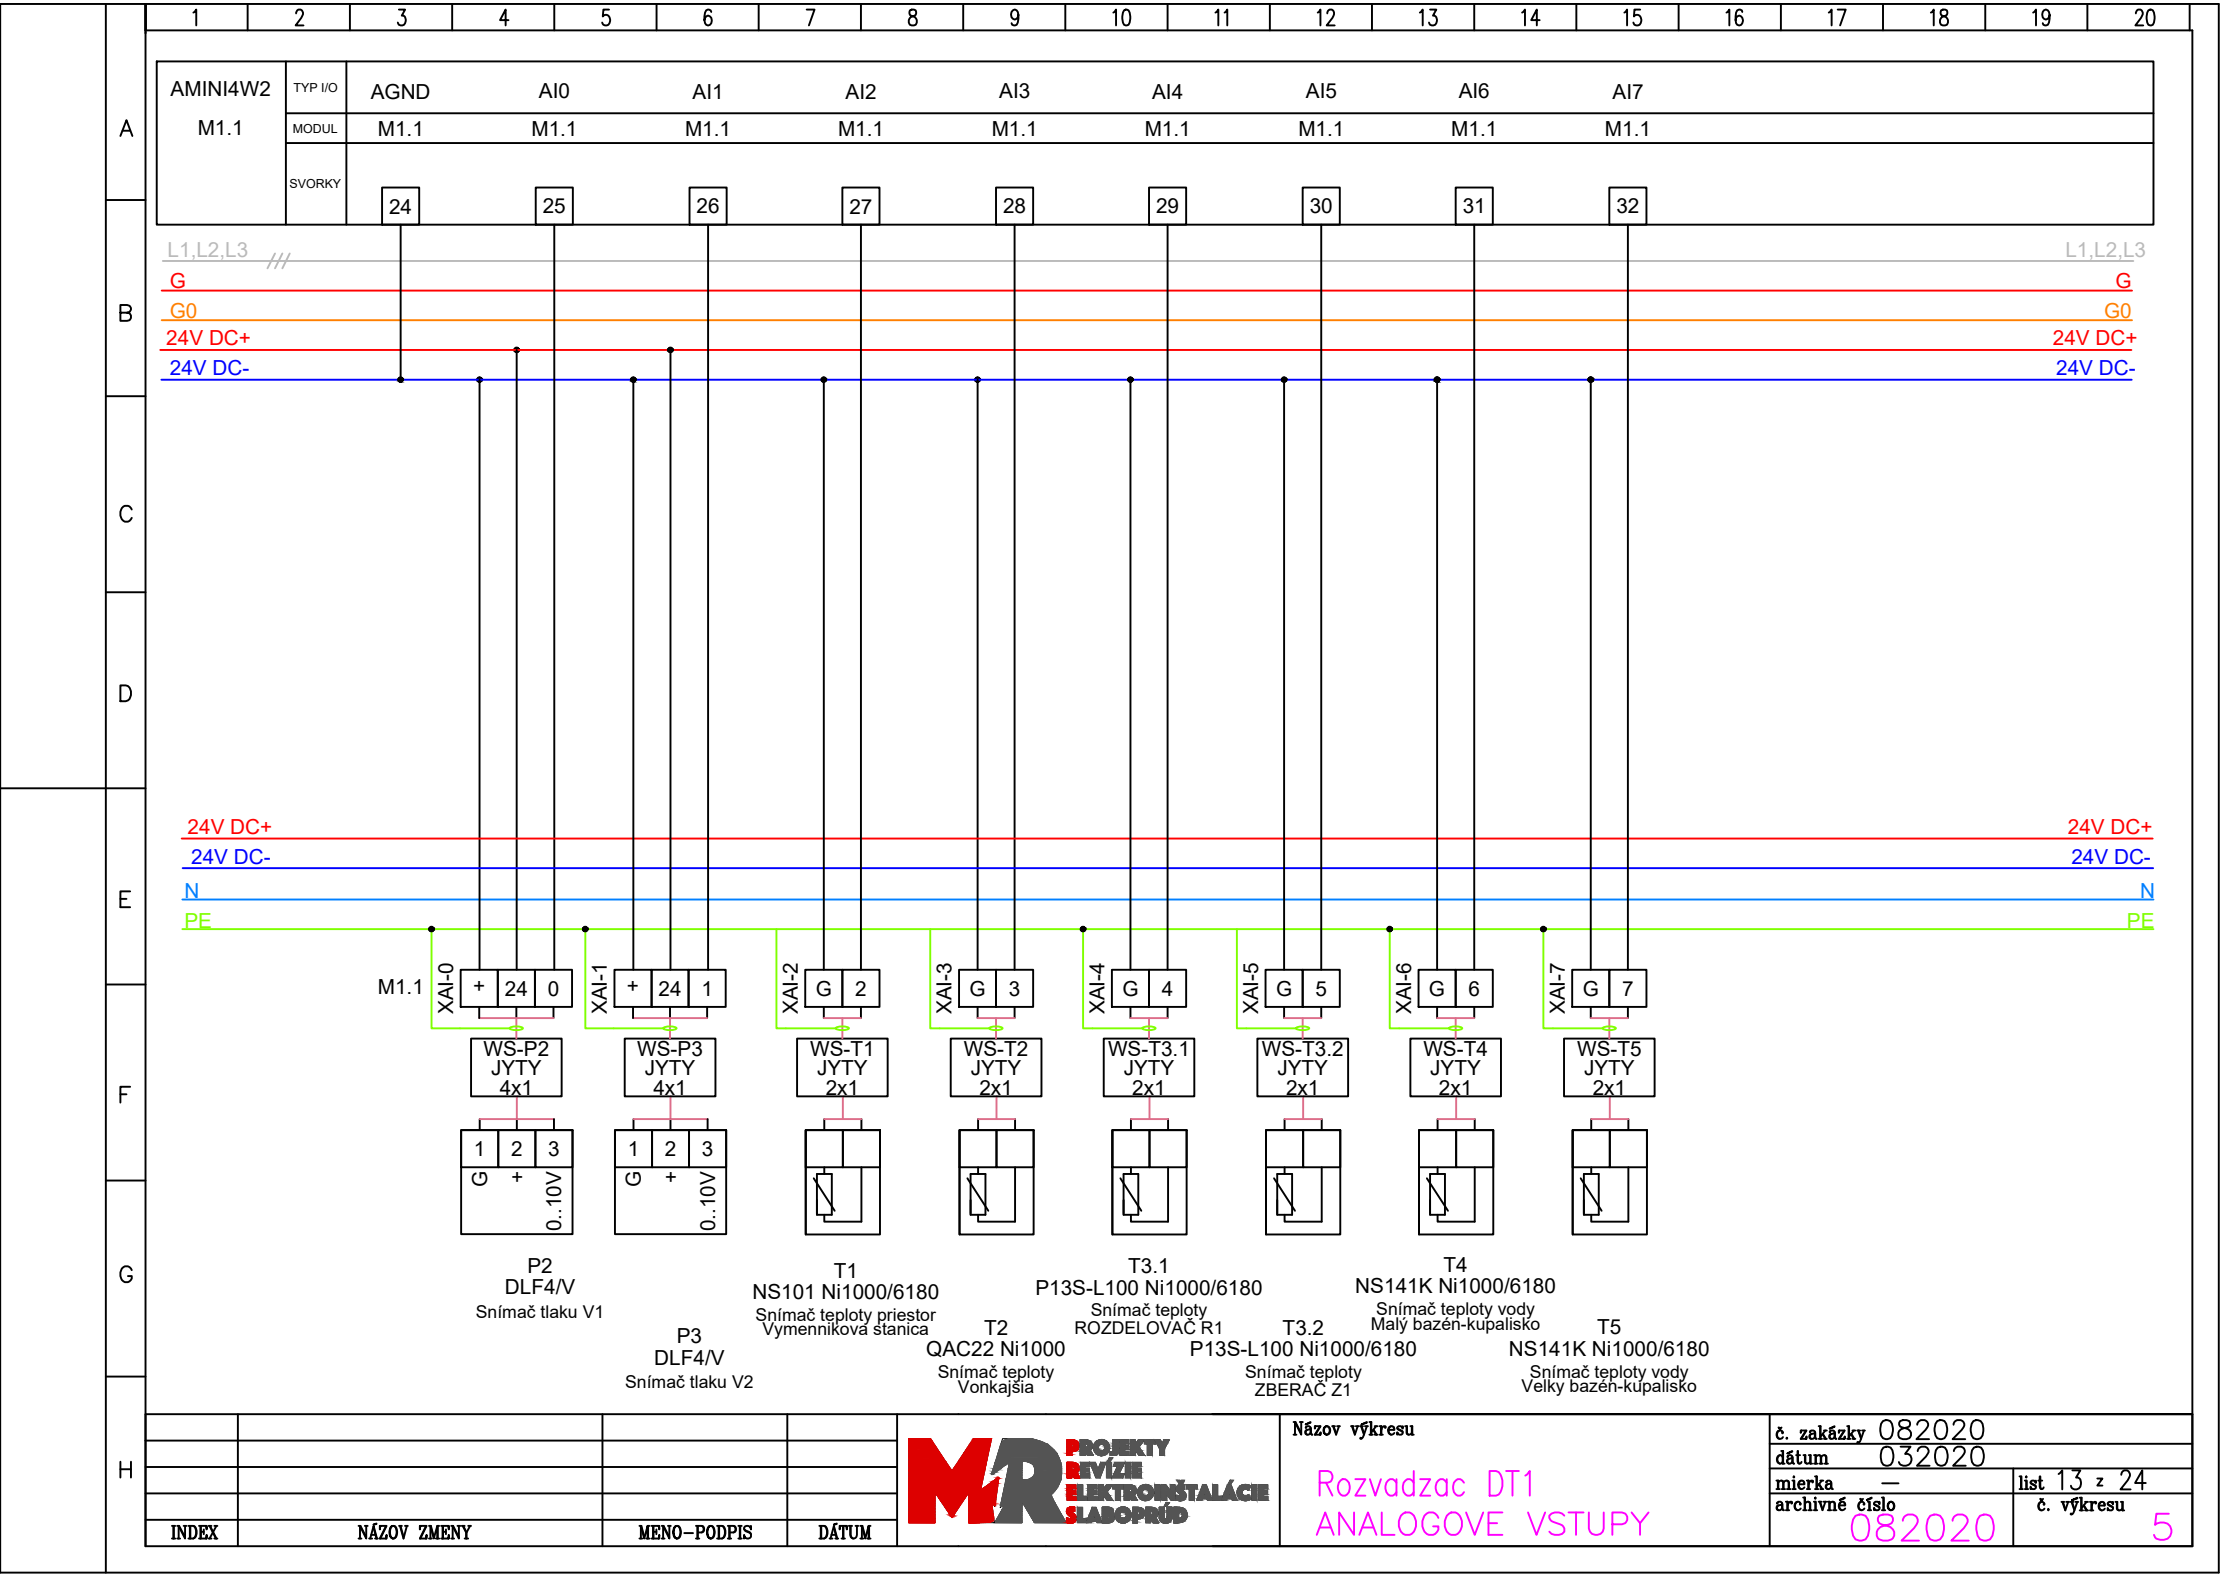 1 2 3 4 5 6 7 8 9 10 11 12 13 14 15 16 17 18 19 20
AMINI4W2 TYP I/O AGND AI0 AI1 AI2 AI3 AI4 AI5 AI6 AI7
A M1.1 MODUL M1.1 M1.1 M1.1 M1.1 M1.1 M1.1 M1.1 M1.1 M1.1
SVORKY
24 25 26 27 28 29 30 31 32
L1,L2,L3 L1,L2,L3
G G
B G0 G0
24V DC+ 24V DC+
24V DC- 24V DC-
C
D
24V DC+ 24V DC+
24V DC- 24V DC-
E N N
PE PE
M1.1 XAI-0 + 24 0 XAI-1 + 24 1 XAI-2 G 2 XAI-3 G 3 XAI-4 G 4 XAI-5 G 5 XAI-6 G 6 XAI-7 G 7
WS-P2 WS-P3 WS-T1 WS-T2 WS-T3.1 WS-T3.2 WS-T4 WS-T5
JYTY JYTY JYTY JYTY JYTY JYTY JYTY JYTY
F 4x1 4x1 2x1 2x1 2x1 2x1 2x1 2x1
1 2 3 1 2 3
G + 0..10V G + 0..10V
G
P2
DLF4/V
Snímač tlaku V1
P3
DLF4/V
Snímač tlaku V2
T1
NS101 Ni1000/6180
Snímač teploty priestor
Vymennikova stanica
T2
QAC22 Ni1000
Snímač teploty
Vonkajšia
T3.1
P13S-L100 Ni1000/6180
Snímač teploty
ROZDELOVAČ R1
T3.2
P13S-L100 Ni1000/6180
Snímač teploty
ZBERAČ Z1
T4
NS141K Ni1000/6180
Snímač teploty vody
Malý bazén-kupalisko
T5
NS141K Ni1000/6180
Snímač teploty vody
Velky bazén-kupalisko
H
INDEX NÁZOV ZMENY MENO-PODPIS DÁTUM
MR
PROJEKTY
REVÍZIE
ELEKTROINŠTALÁCIE
SLABOPRÚD
Názov výkresu
Rozvadzac DT1
ANALOGOVE VSTUPY
č. zakázky 082020
dátum 032020
mierka — list 13 z 24
archivné číslo č. výkresu
082020 5